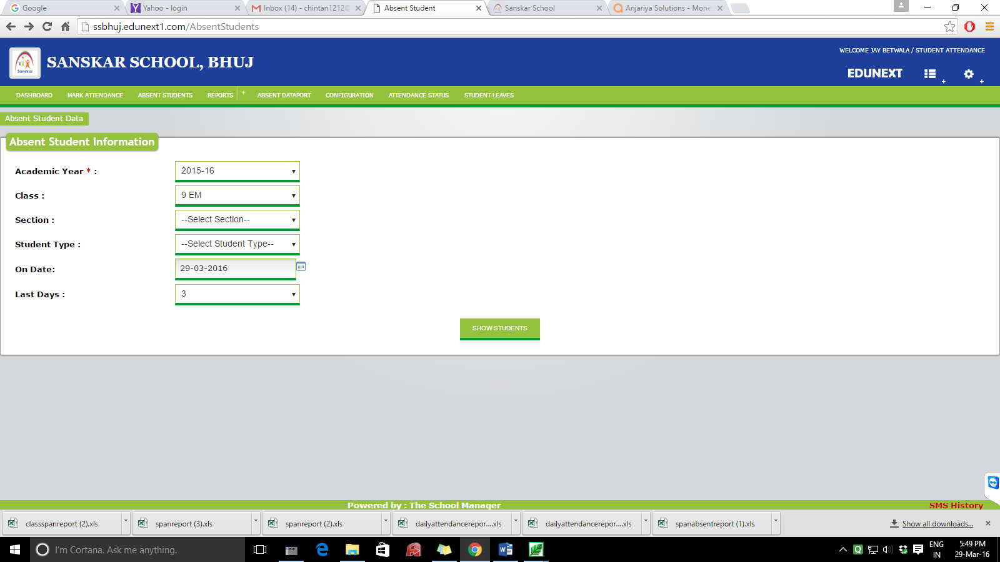 Google
Yahoo - login
Inbox (14) - chintan1212@
Absent Student
Sanskar School
Anjariya Solutions - Mone
ssbhuj.edunext1.com/AbsentStudents
Sanskar
SANSKAR SCHOOL, BHUJ
WELCOME JAY BETWALA / STUDENT ATTENDANCE
EDUNEXT
+
+
DASHBOARD MARK ATTENDANCE ABSENT STUDENTS REPORTS + ABSENT DATAPORT CONFIGURATION ATTENDANCE STATUS STUDENT LEAVES
Absent Student Data
Absent Student Information
Academic Year * : 2015-16
Class : 9 EM
Section : --Select Section--
Student Type : --Select Student Type--
On Date: 29-03-2016
Last Days : 3
SHOW STUDENTS
Powered by : The School Manager
SMS History
classspanreport (2).xls
spanreport (3).xls
spanreport (2).xls
dailyattendancerepor....xls
dailyattendancerepor....xls
spanabsentreport (1).xls
Show all downloads...
I'm Cortana. Ask me anything.
ENG
IN
5:49 PM
29-Mar-16